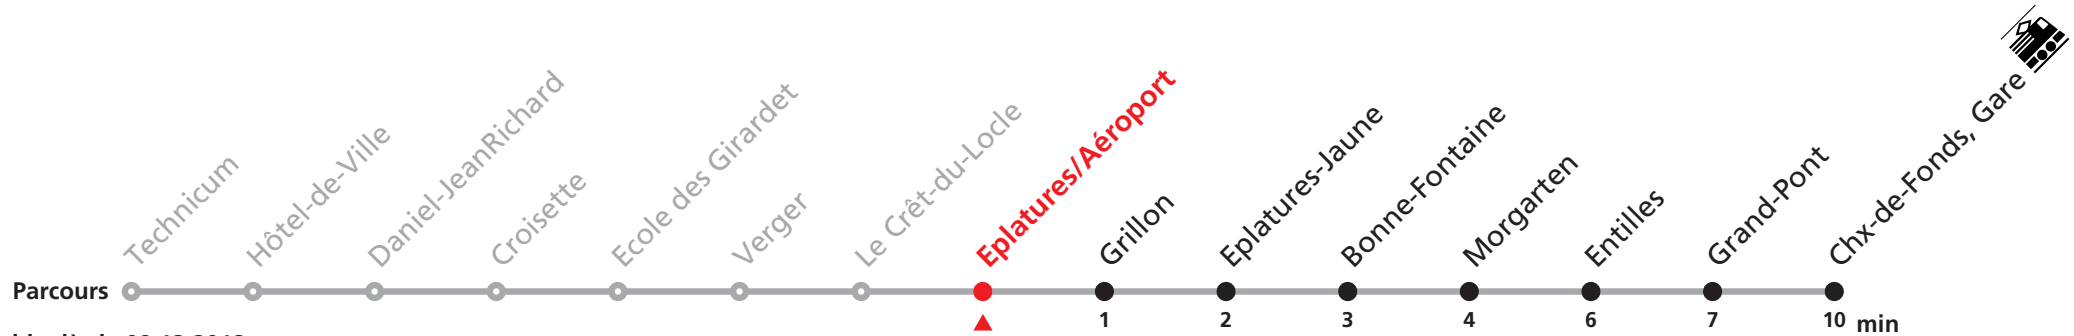 Technicum
Hôtel-de-Ville
Daniel-JeanRichard
Croisette
Ecole des Girardet
Verger
Le Crêt-du-Locle
Eplatures/Aéroport
Grillon
Eplatures-Jaune
Bonne-Fontaine
Morgarten
Entilles
Grand-Pont
Chx-de-Fonds, Gare
Parcours
1 2 3 4 6 7 10 min